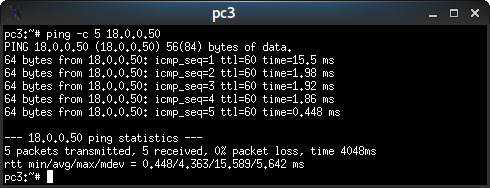 pc3
pc3:~# ping -c 5 18.0.0.50
PING 18.0.0.50 (18.0.0.50) 56(84) bytes of data.
64 bytes from 18.0.0.50: icmp_seq=1 ttl=60 time=15.5 ms
64 bytes from 18.0.0.50: icmp_seq=2 ttl=60 time=1.98 ms
64 bytes from 18.0.0.50: icmp_seq=3 ttl=60 time=1.92 ms
64 bytes from 18.0.0.50: icmp_seq=4 ttl=60 time=1.86 ms
64 bytes from 18.0.0.50: icmp_seq=5 ttl=60 time=0.448 ms
--- 18.0.0.50 ping statistics ---
5 packets transmitted, 5 received, 0% packet loss, time 4048ms
rtt min/avg/max/mdev = 0.448/4.363/15.589/5.642 ms
pc3:~#